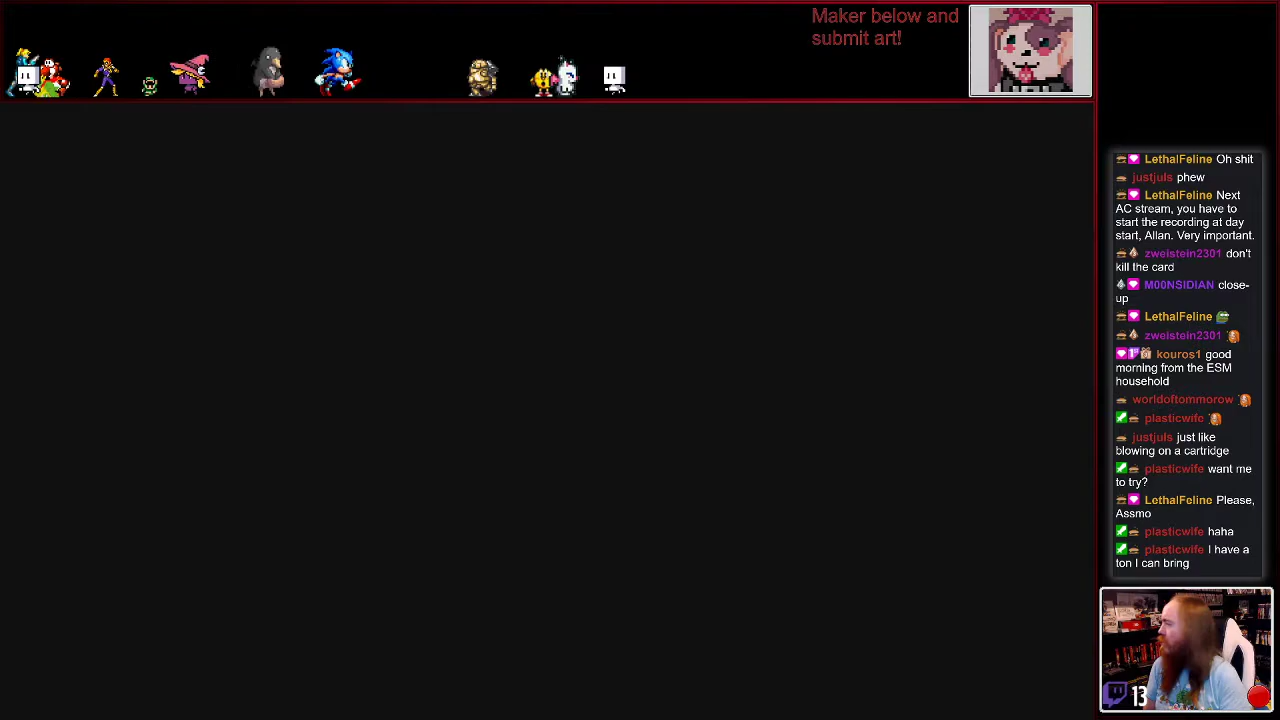 Maker below and
submit art!
LethalFeline Oh shit
justjuls phew
LethalFeline Next
AC stream, you have to
start the recording at day
start, Allan. Very important.
zweistein2301 don't
kill the card
M00NSIDIAN close-
up
LethalFeline
zweistein2301
kouros1 good
morning from the ESM
household
worldoftommorow
plasticwife
justjuls just like
blowing on a cartridge
plasticwife want me
to try?
LethalFeline Please,
Assmo
plasticwife haha
plasticwife I have a
ton I can bring
13